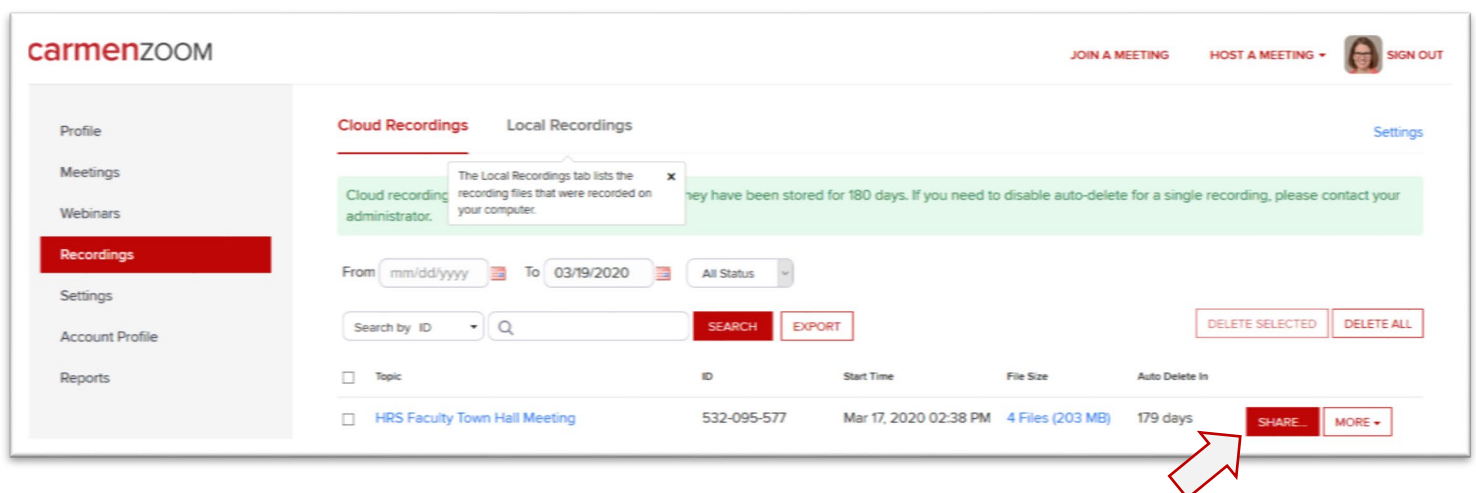 carmenZOOM
JOIN A MEETING HOST A MEETING SIGN OUT
Profile
Meetings
Webinars
Recordings
Settings
Account Profile
Reports
Cloud Recordings Local Recordings
Settings
The Local Recordings tab lists the x
recording files that were recorded on
your computer.
Cloud recording hey have been stored for 180 days. If you need to disable auto-delete for a single recording, please contact your
administrator.
From mm/dd/yyyy To 03/19/2020 All Status
Search by ID SEARCH EXPORT DELETE SELECTED DELETE ALL
Topic ID Start Time File Size Auto Delete In
HRS Faculty Town Hall Meeting 532-095-577 Mar 17, 2020 02:38 PM 4 Files (203 MB) 179 days SHARE... MORE